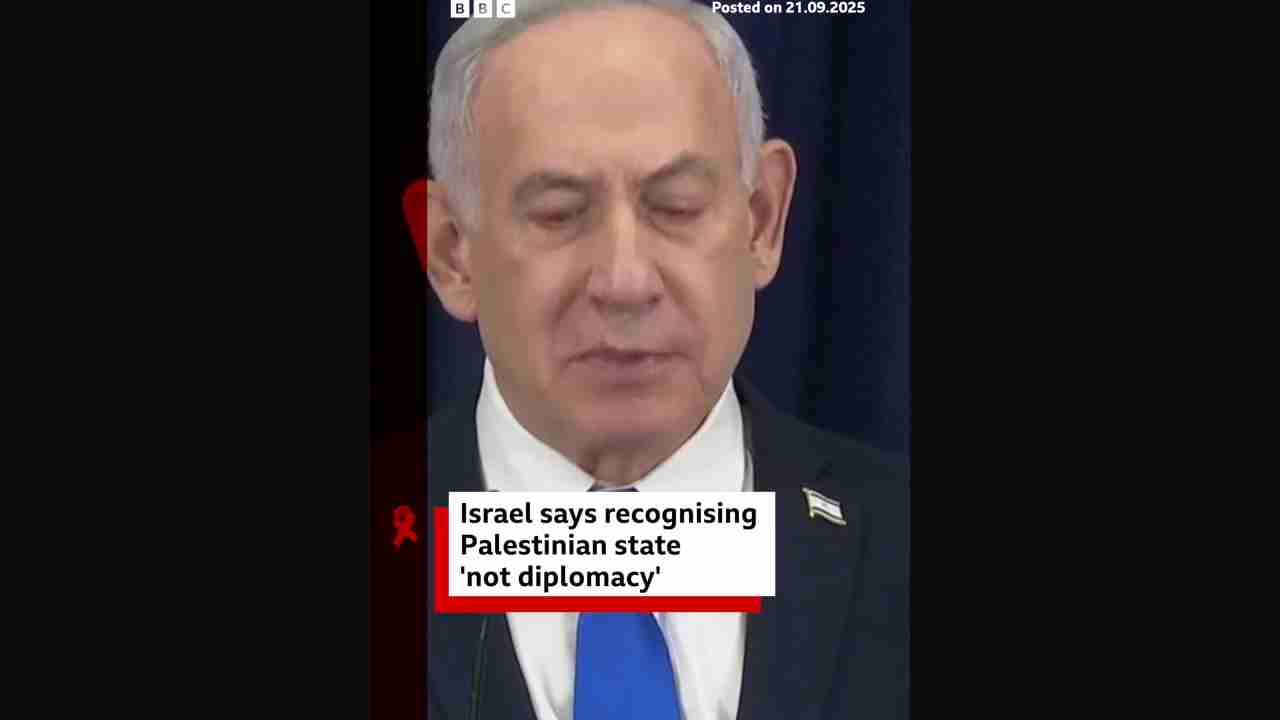 BBC
Posted on 21.09.2025
Israel says recognising
Palestinian state
'not diplomacy'